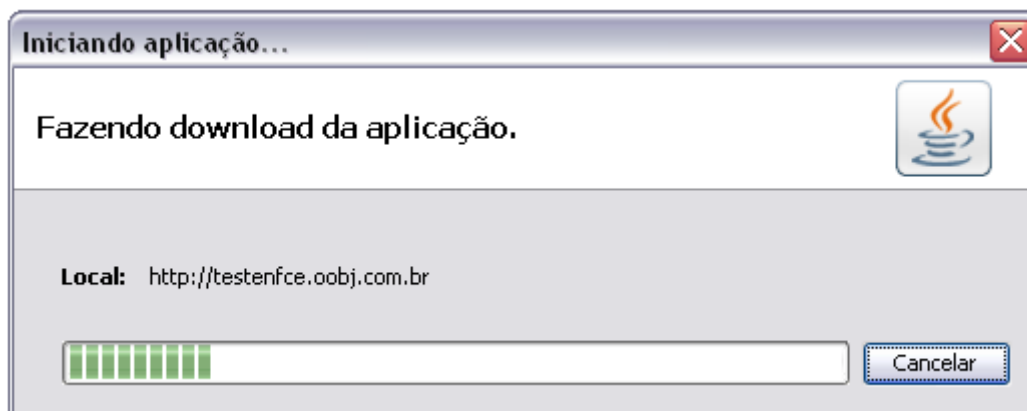 Iniciando aplicação...
Fazendo download da aplicação.
Local: http://testenfce.oobj.com.br
Cancelar